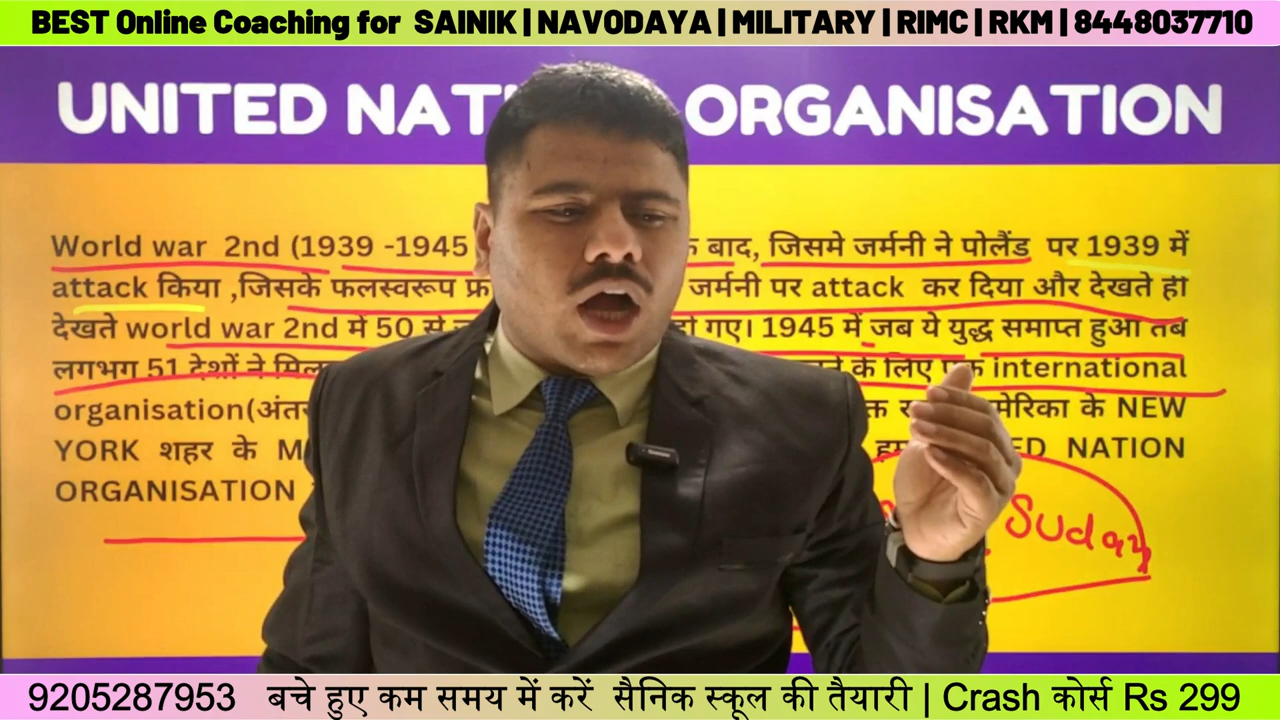 BEST Online Coaching for SAINIK | NAVODAYA | MILITARY | RIMC | RKM | 8448037710
UNITED NAT ORGANISATION
World war 2nd (1939 -1945 के बाद, जिसमे जर्मनी ने पोलैंड पर 1939 में
attack किया ,जिसके फलस्वरूप जर्मनी पर attack कर दिया और देखते ही
देखते world war 2nd में 50 से गए। 1945 में जब ये युद्ध समाप्त हुआ तब
लगभग 51 देशों ने के लिए एक international
organisation( के NEW
YORK शहर के NATION
ORGANISATION
Suday
9205287953 बचे हुए कम समय में करें सैनिक स्कूल की तैयारी | Crash कोर्स Rs 299